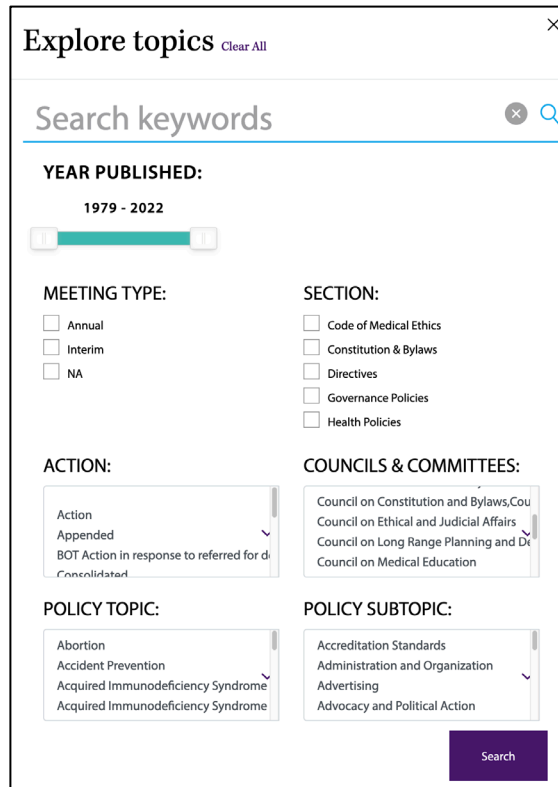 Explore topics Clear All
Search keywords
YEAR PUBLISHED:
1979 - 2022
MEETING TYPE:
Annual
Interim
NA
SECTION:
Code of Medical Ethics
Constitution & Bylaws
Directives
Governance Policies
Health Policies
ACTION:
Action
Appended
BOT Action in response to referred for d
Consolidated
COUNCILS & COMMITTEES:
Council on Constitution and Bylaws,Cou
Council on Ethical and Judicial Affairs
Council on Long Range Planning and De
Council on Medical Education
POLICY TOPIC:
Abortion
Accident Prevention
Acquired Immunodeficiency Syndrome
Acquired Immunodeficiency Syndrome
POLICY SUBTOPIC:
Accreditation Standards
Administration and Organization
Advertising
Advocacy and Political Action
Search